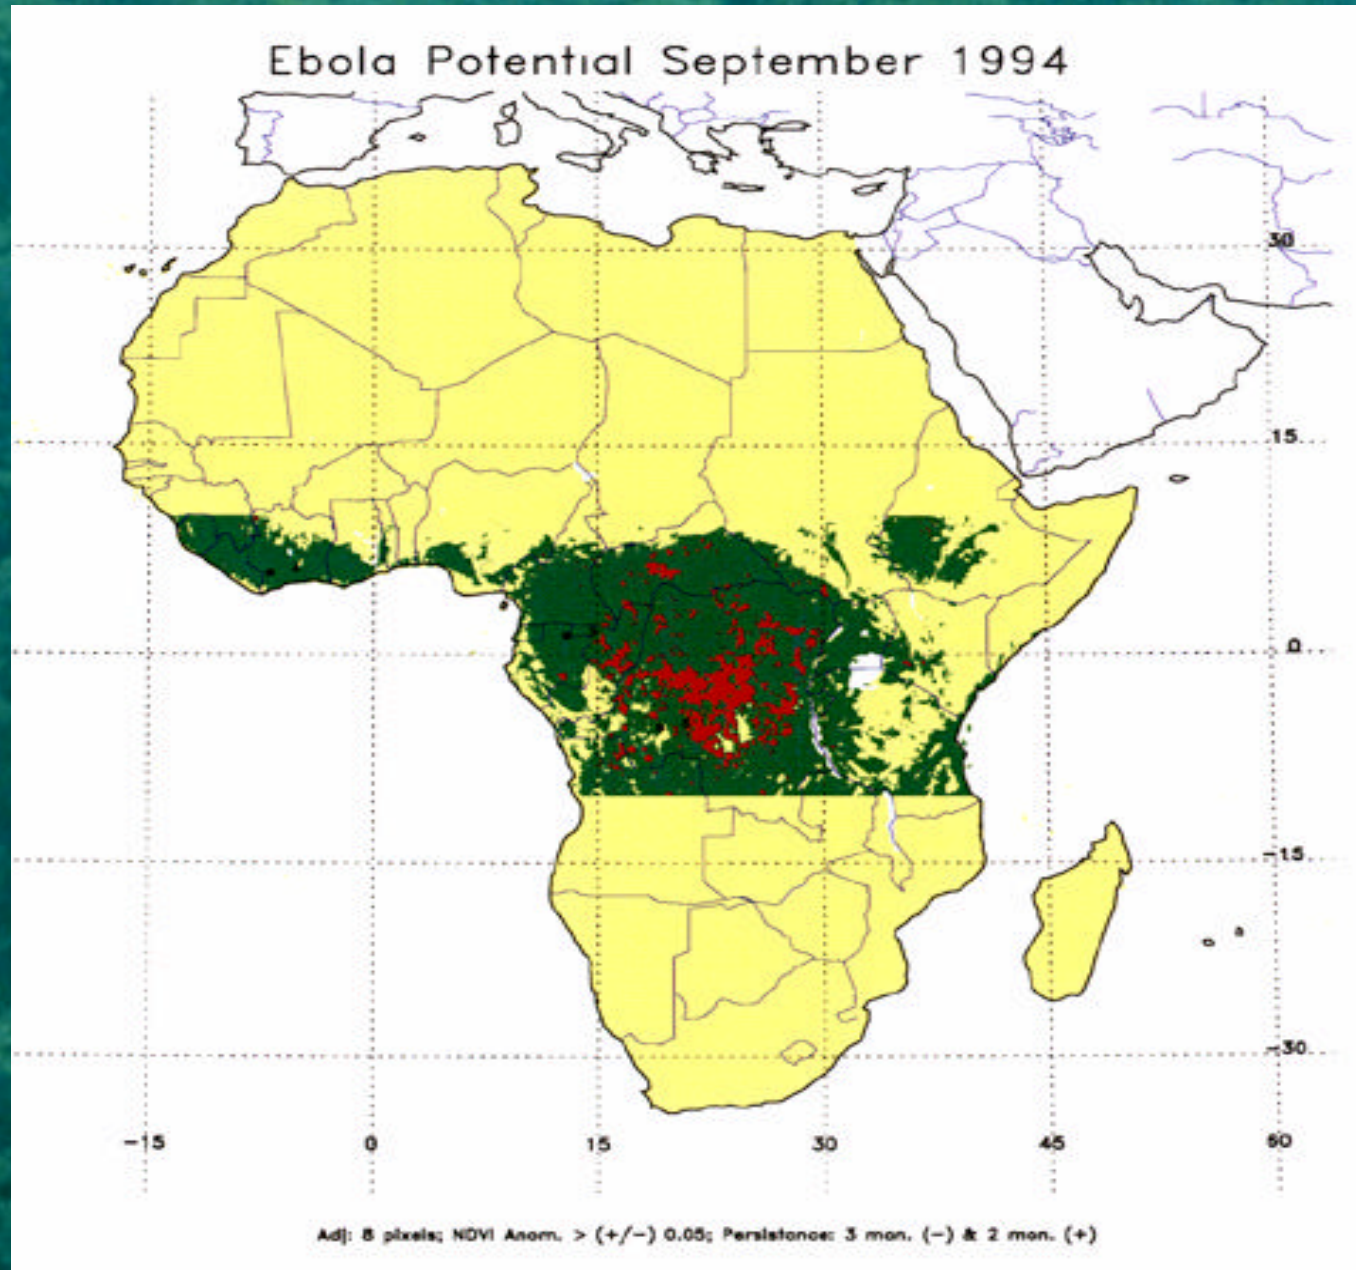 Ebola Potential September 1994
30
15
0
-15
-30
-15 0 15 30 45 60
Adj: 8 pixels; NDVI Anom. > (+/-) 0.05; Persistance: 3 mon. (-) & 2 mon. (+)